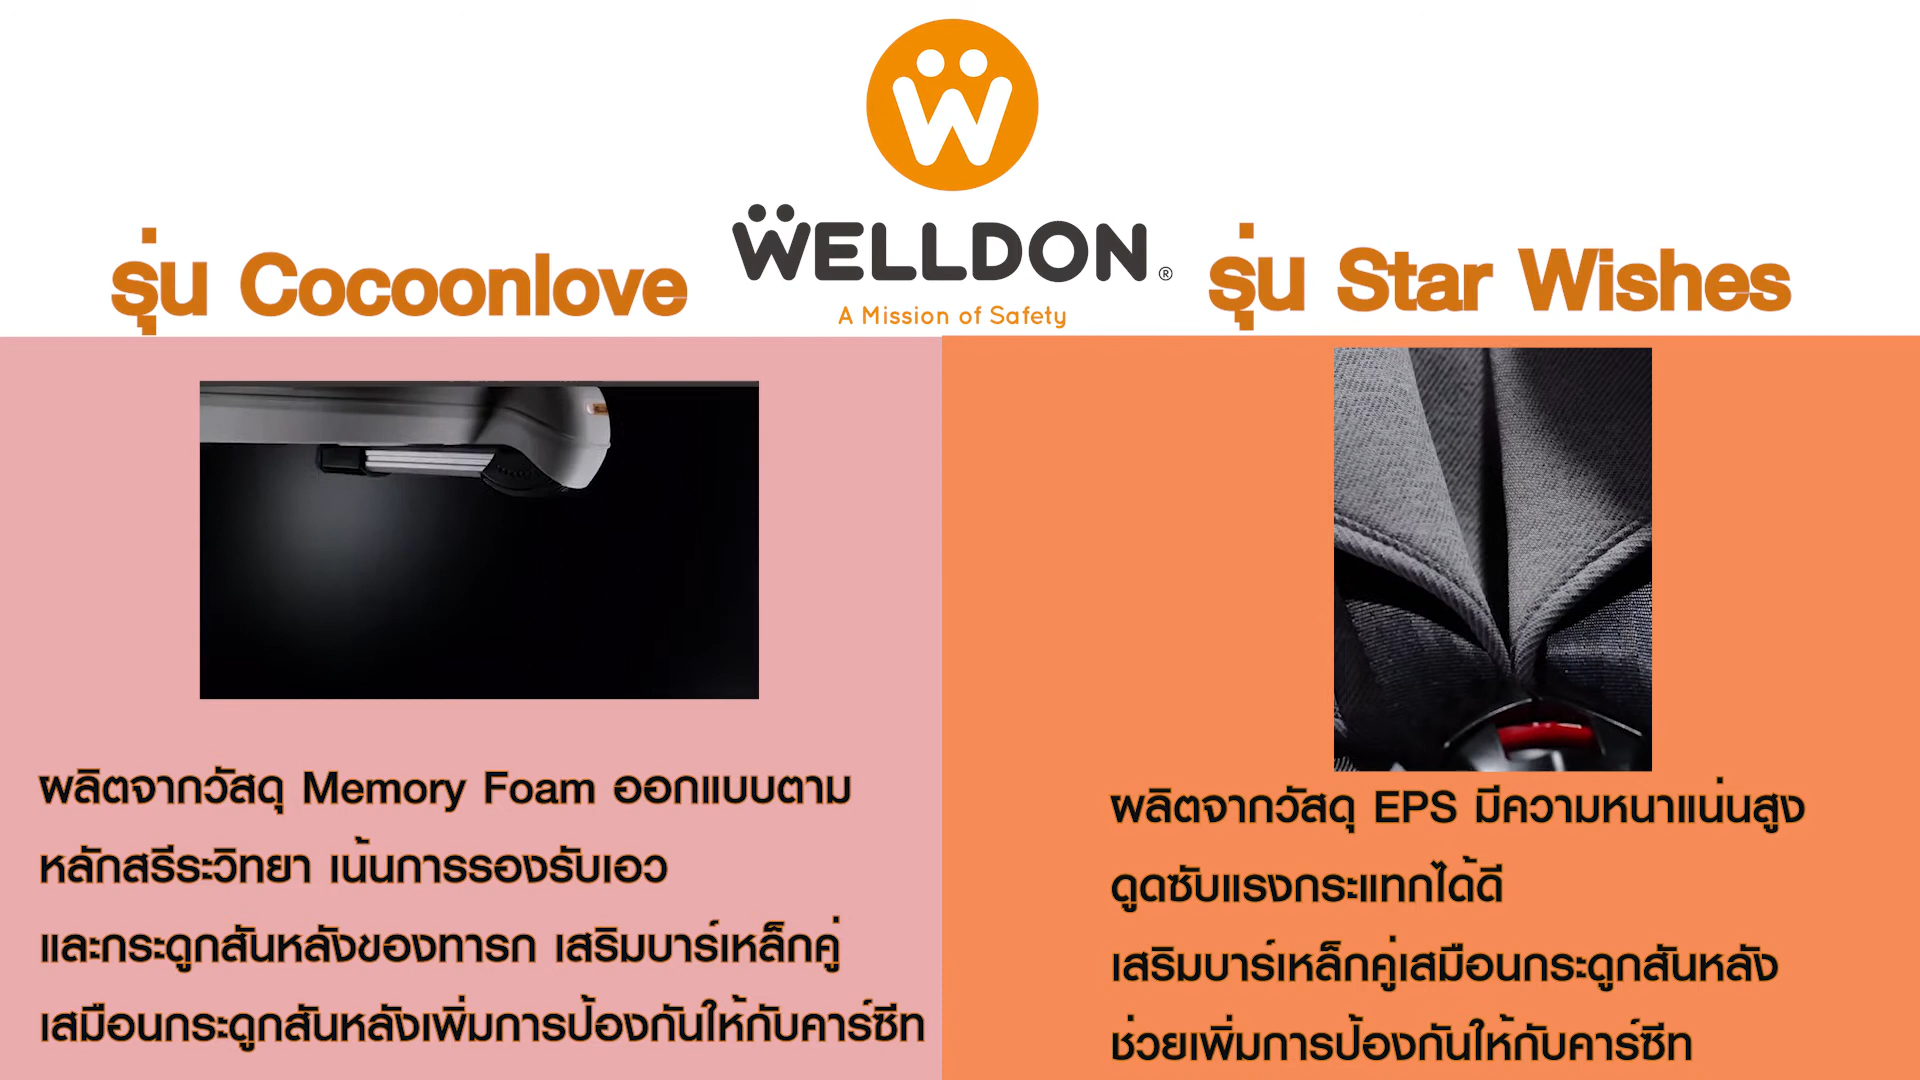 WELLDON ®
A Mission of Safety
รุ่น Cocoonlove
รุ่น Star Wishes
ผลิตจากวัสดุ Memory Foam ออกแบบตาม
หลักสรีระวิทยา เน้นการรองรับเอว
และกระดูกสันหลังของทารก เสริมบาร์เหล็กคู่
เสมือนกระดูกสันหลังเพิ่มการป้องกันให้กับคาร์ซีท
ผลิตจากวัสดุ EPS มีความหนาแน่นสูง
ดูดซับแรงกระแทกได้ดี
เสริมบาร์เหล็กคู่เสมือนกระดูกสันหลัง
ช่วยเพิ่มการป้องกันให้กับคาร์ซีท